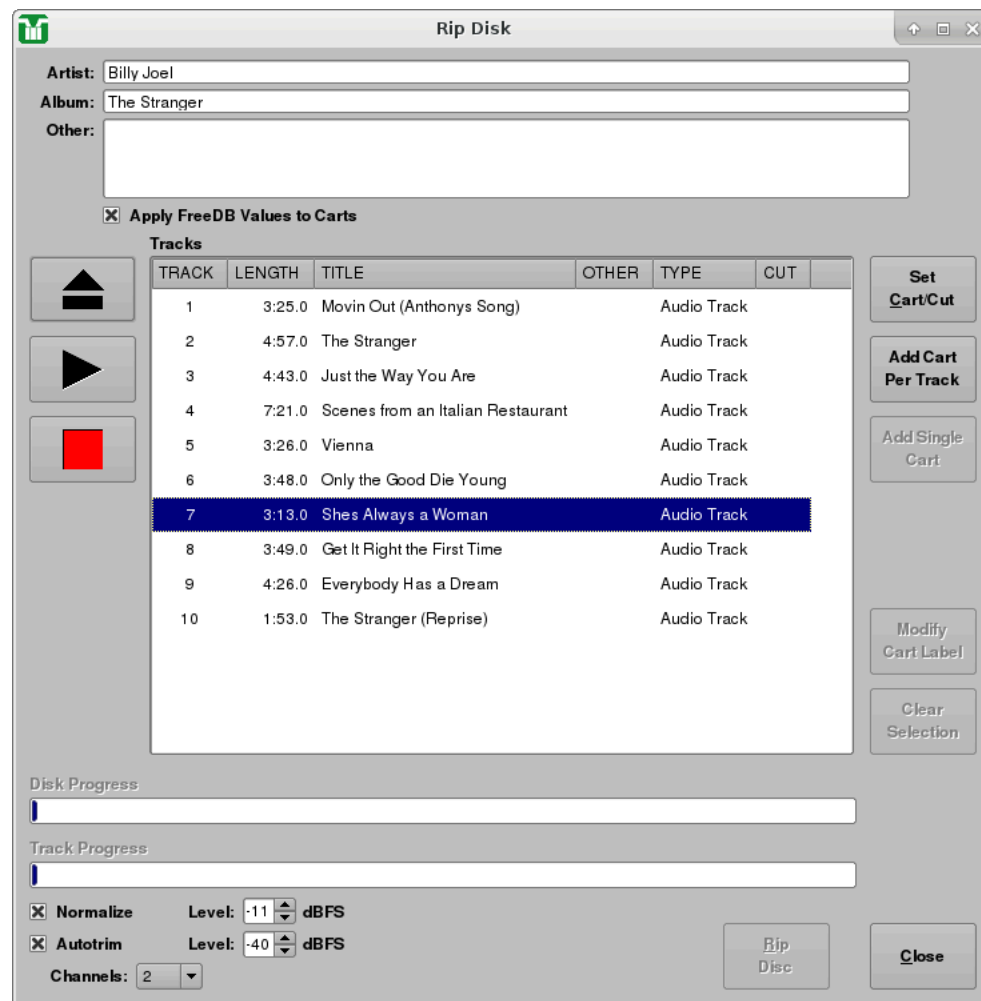 Rip Disk
Artist: Billy Joel
Album: The Stranger
Other:
Apply FreeDB Values to Carts
Tracks
TRACK LENGTH TITLE OTHER TYPE CUT
1 3:25.0 Movin Out (Anthonys Song) Audio Track
2 4:57.0 The Stranger Audio Track
3 4:43.0 Just the Way You Are Audio Track
4 7:21.0 Scenes from an Italian Restaurant Audio Track
5 3:26.0 Vienna Audio Track
6 3:48.0 Only the Good Die Young Audio Track
7 3:13.0 Shes Always a Woman Audio Track
8 3:49.0 Get It Right the First Time Audio Track
9 4:26.0 Everybody Has a Dream Audio Track
10 1:53.0 The Stranger (Reprise) Audio Track
Set
Cart/Cut
Add Cart
Per Track
Add Single
Cart
Modify
Cart Label
Clear
Selection
Disk Progress
Track Progress
Normalize Level: -11 dBFS
Autotrim Level: -40 dBFS
Channels: 2
Rip
Disc
Close